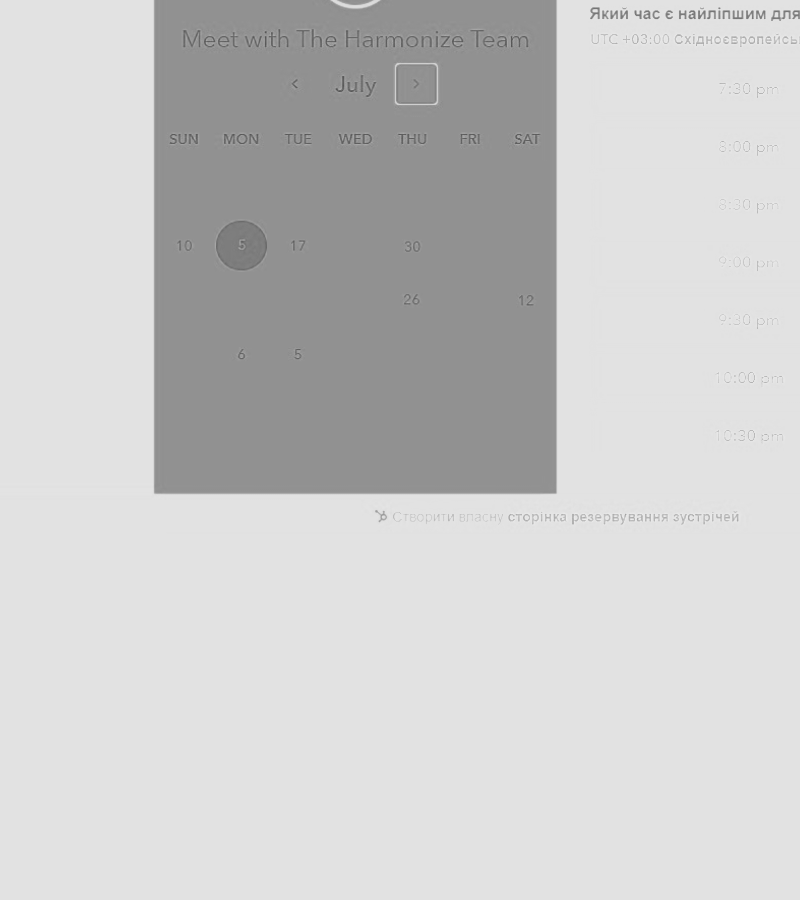 Meet with The Harmonize Team
July
SUN MON TUE WED THU FRI SAT
10 5 17 30
26 12
6 5
Який час є найліпшим для
UTC +03:00
7:30 pm
8:00 pm
8:30 pm
9:00 pm
9:30 pm
10:00 pm
10:30 pm
Створити власну сторінка резервування зустрічей